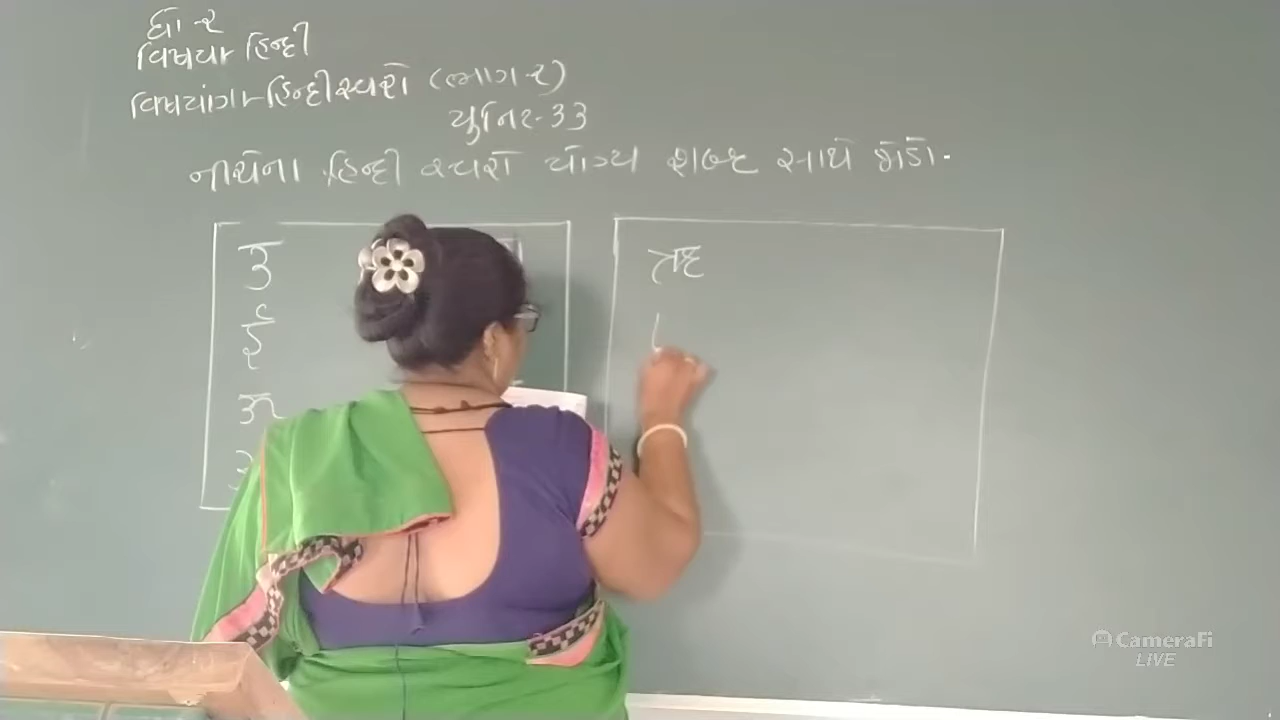 ધો-૨
વિષય- હિન્દી
વિષયાંગ- હિન્દી સ્વરો (ભાગ-૨)
યુનિટ-33
નીચેના હિન્દી સ્વરો યોગ્ય શબ્દ સાથે જોડો.
उ
ई
ऊ
ऋ
CameraFi
LIVE